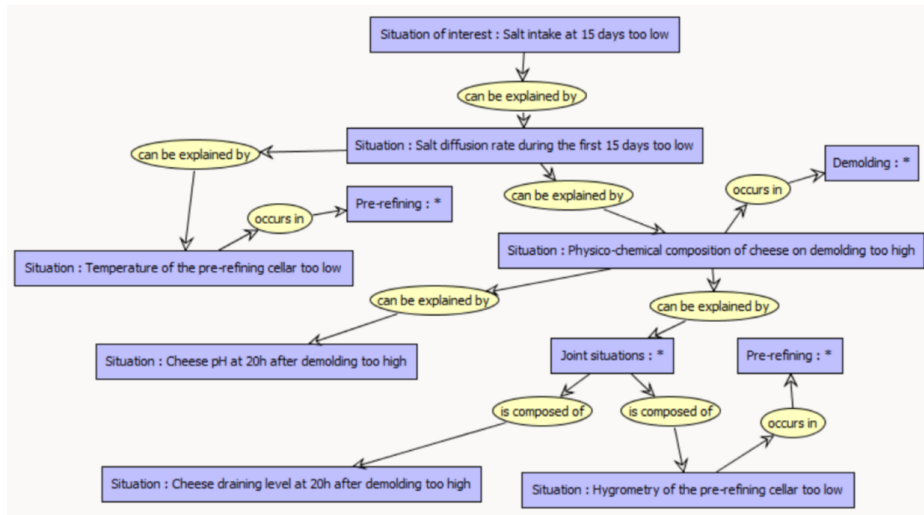 Situation of interest : Salt intake at 15 days too low
can be explained by
Situation : Salt diffusion rate during the first 15 days too low
can be explained by
Demolding : *
can be explained by
occurs in
Pre-refining : *
occurs in
Situation : Physico-chemical composition of cheese on demolding too high
Situation : Temperature of the pre-refining cellar too low
can be explained by
can be explained by
Situation : Cheese pH at 20h after demolding too high
Joint situations : *
Pre-refining : *
is composed of
is composed of
occurs in
Situation : Cheese draining level at 20h after demolding too high
Situation : Hygrometry of the pre-refining cellar too low